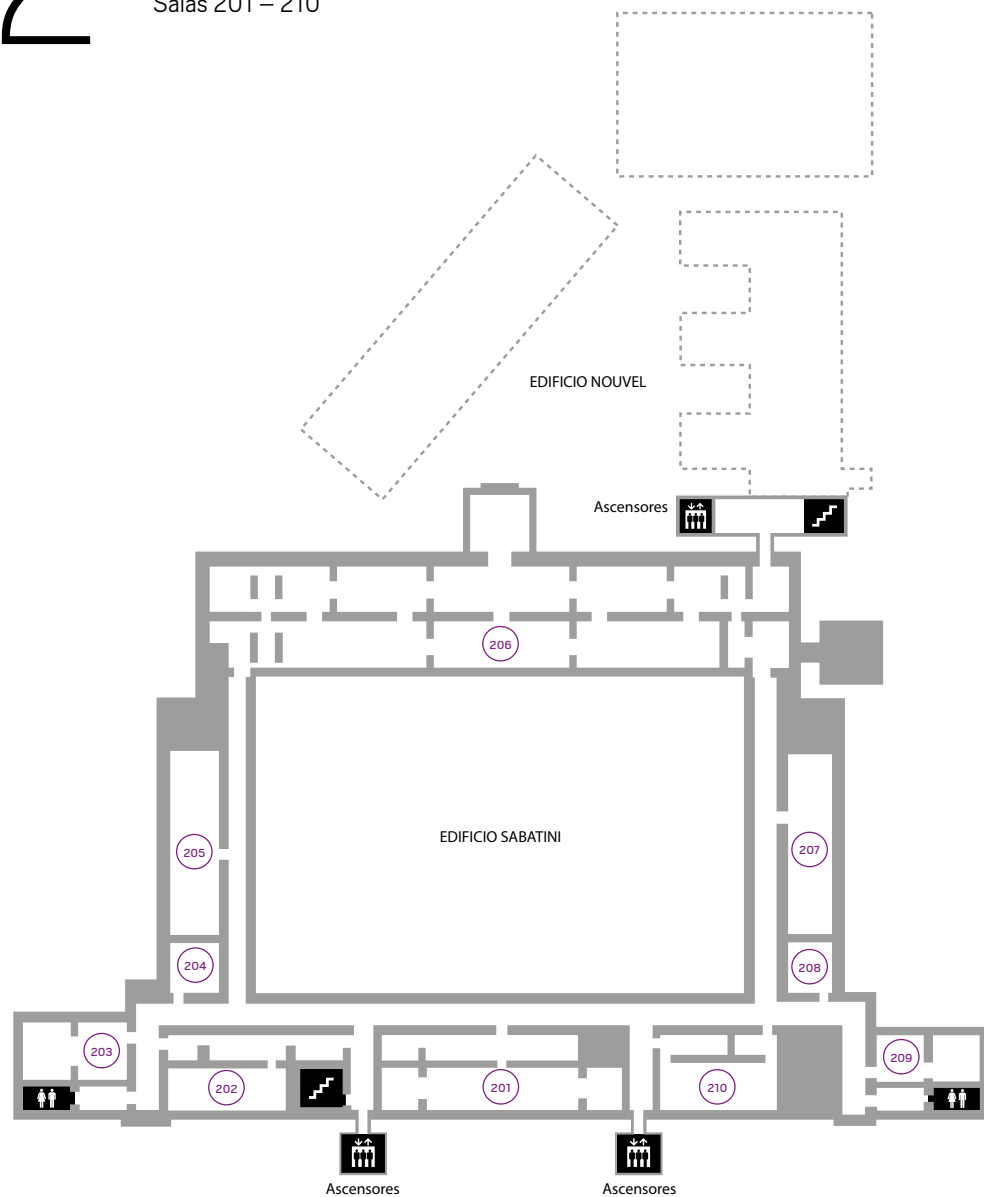 Salas 201 – 210
EDIFICIO NOUVEL
Ascensores
206
EDIFICIO SABATINI
205
207
204
208
203
209
202
201
210
Ascensores
Ascensores